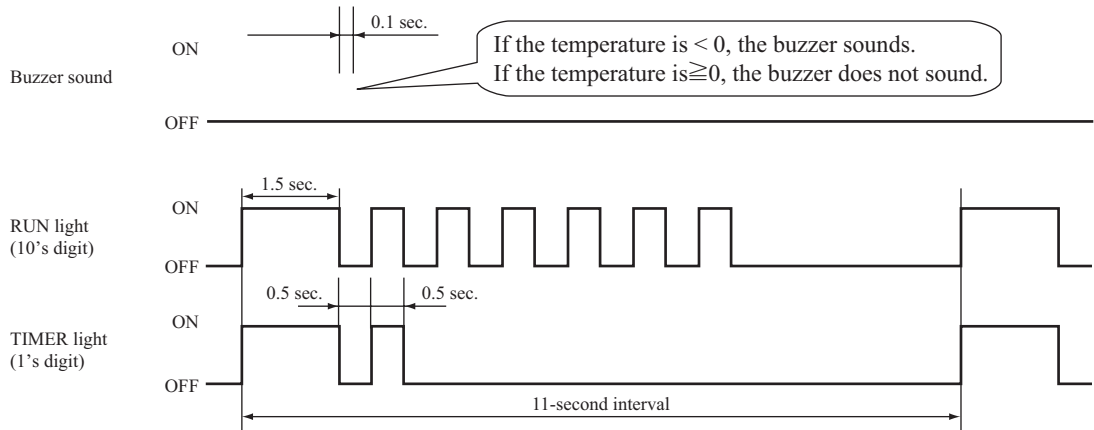 0.1 sec.
ON
If the temperature is < 0, the buzzer sounds.
If the temperature is≧0, the buzzer does not sound.
Buzzer sound
OFF
1.5 sec.
ON
RUN light
(10's digit)
OFF
0.5 sec.
0.5 sec.
ON
TIMER light
(1's digit)
OFF
11-second interval